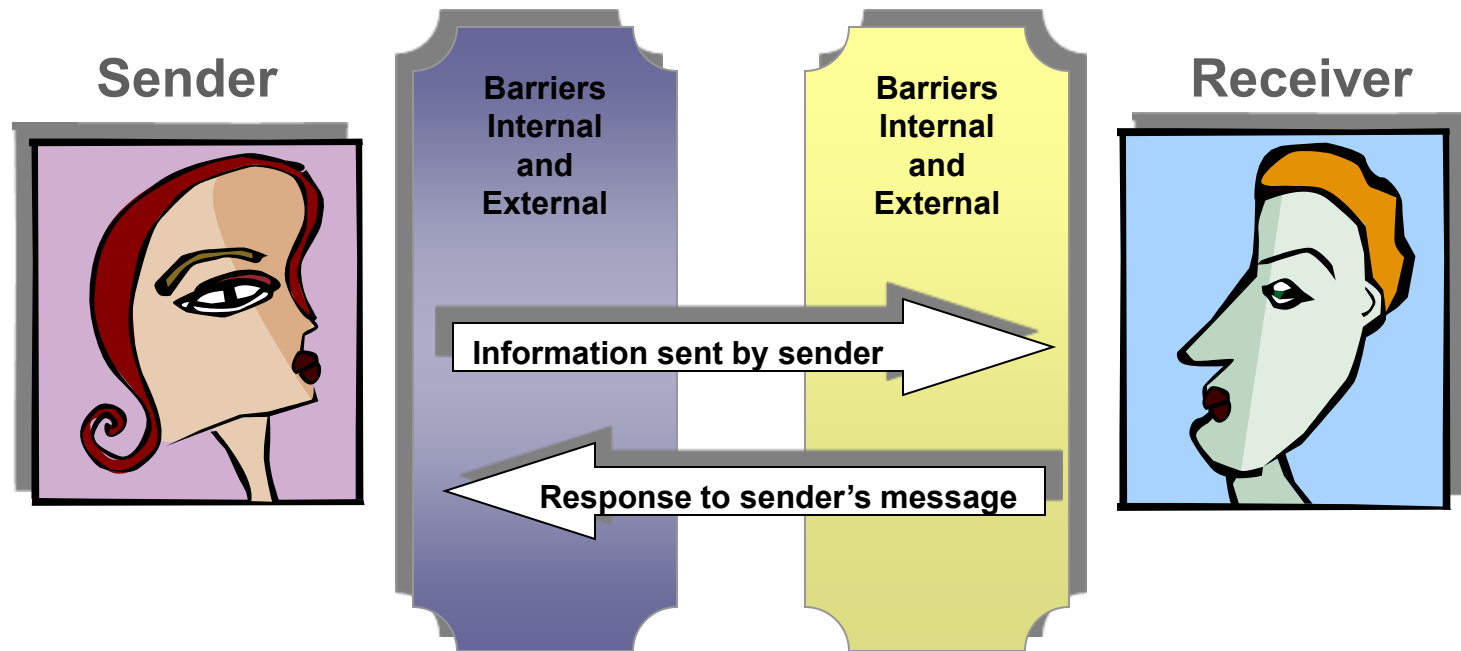 Sender
Receiver
Barriers
Internal
and
External
Barriers
Internal
and
External
Information sent by sender
Response to sender’s message